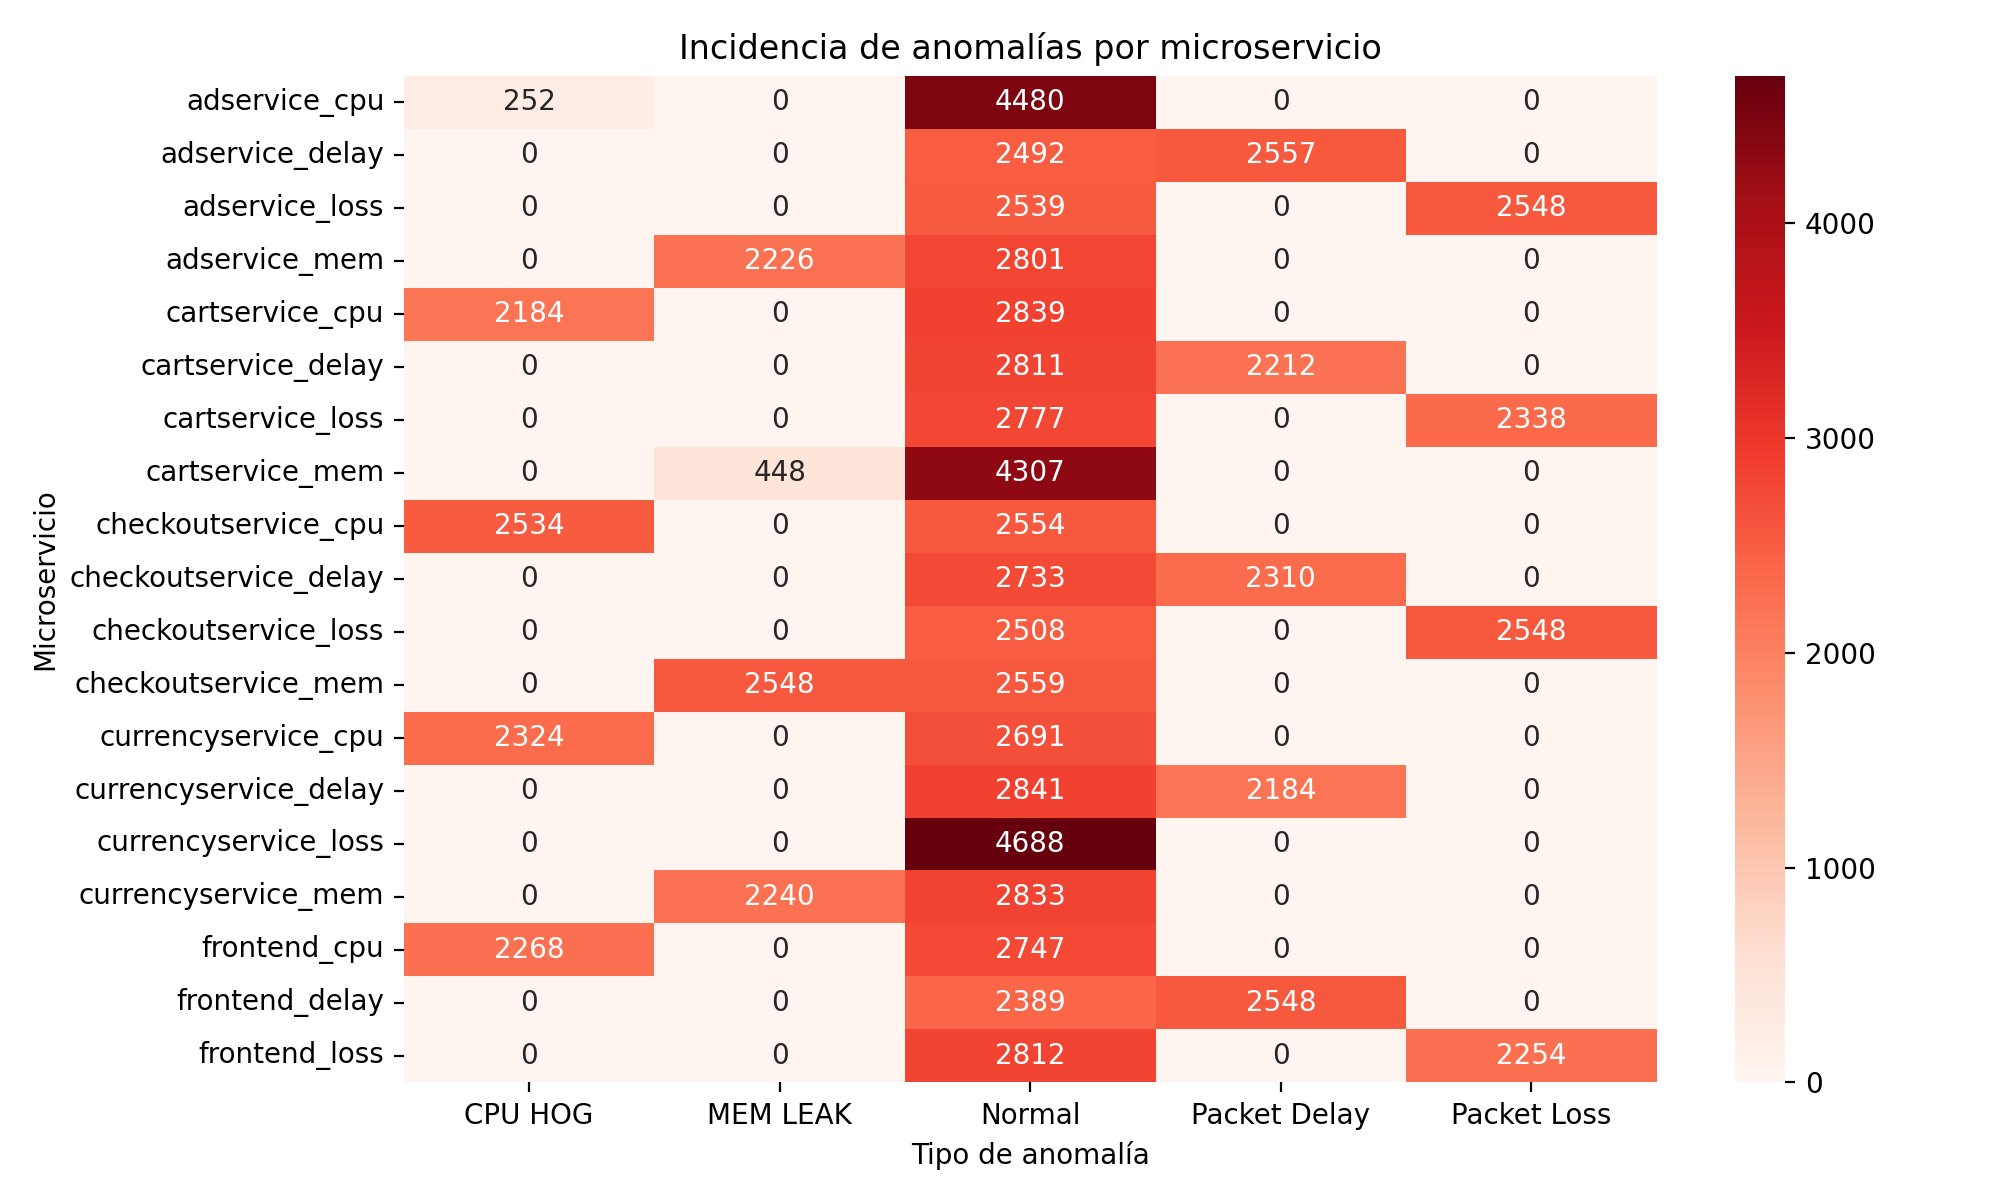 Incidencia de anomalías por microservicio
adservice_cpu 252 0 4480 0 0
adservice_delay 0 0 2492 2557 0
adservice_loss 0 0 2539 0 2548
adservice_mem 0 2226 2801 0 0
cartservice_cpu 2184 0 2839 0 0
cartservice_delay 0 0 2811 2212 0
cartservice_loss 0 0 2777 0 2338
cartservice_mem 0 448 4307 0 0
checkoutservice_cpu 2534 0 2554 0 0
checkoutservice_delay 0 0 2733 2310 0
checkoutservice_loss 0 0 2508 0 2548
checkoutservice_mem 0 2548 2559 0 0
currencyservice_cpu 2324 0 2691 0 0
currencyservice_delay 0 0 2841 2184 0
currencyservice_loss 0 0 4688 0 0
currencyservice_mem 0 2240 2833 0 0
frontend_cpu 2268 0 2747 0 0
frontend_delay 0 0 2389 2548 0
frontend_loss 0 0 2812 0 2254
CPU HOG MEM LEAK Normal Packet Delay Packet Loss
Tipo de anomalía
Microservicio
4000
3000
2000
1000
0